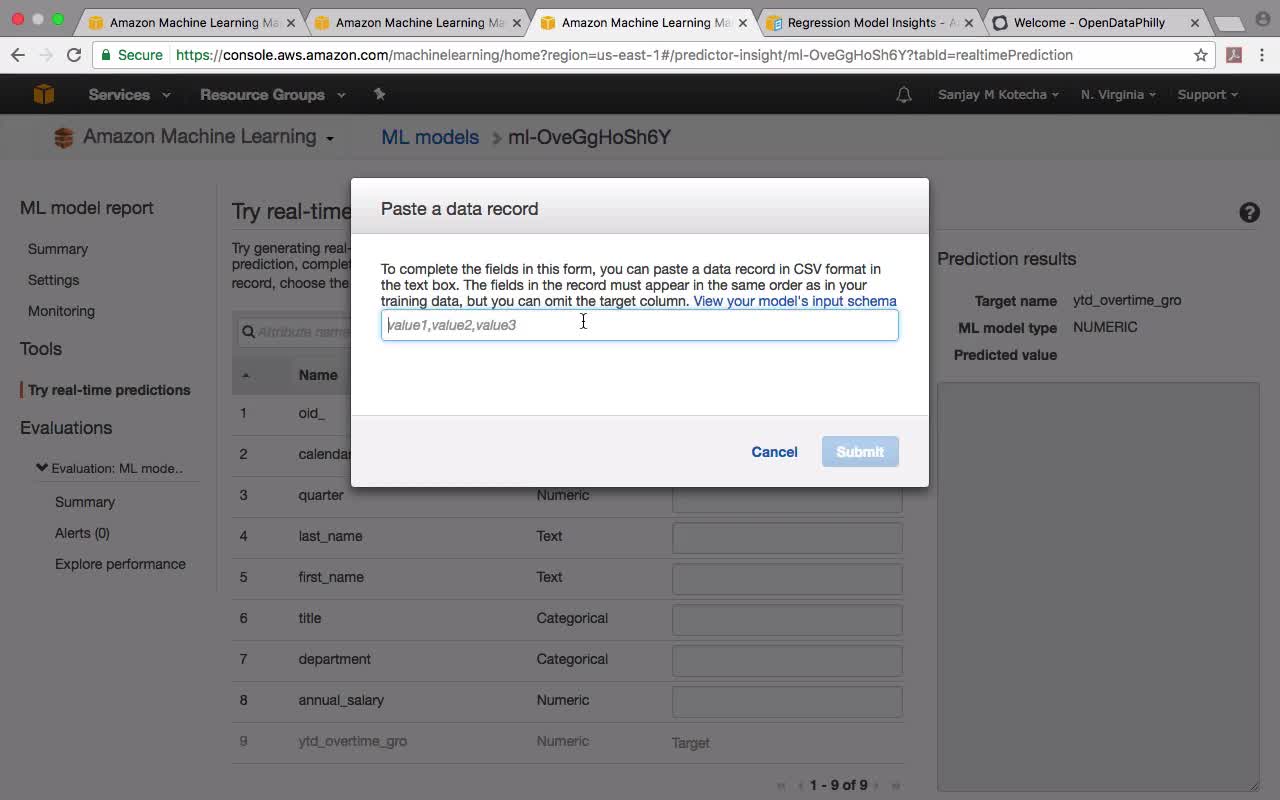 Amazon Machine Learning Ma
Amazon Machine Learning Ma
Amazon Machine Learning Ma
Regression Model Insights - A
Welcome - OpenDataPhilly
Secure
https://console.aws.amazon.com/machinelearning/home?region=us-east-1#/predictor-insight/ml-OveGgHoSh6Y?tabId=realtimePrediction
Services
Resource Groups
Sanjay M Kotecha
N. Virginia
Support
Amazon Machine Learning
ML models > ml-OveGgHoSh6Y
ML model report
Summary
Settings
Monitoring
Tools
Try real-time predictions
Evaluations
Evaluation: ML mode..
Summary
Alerts (0)
Explore performance
Try real-time
Try generating real-
prediction, complet
record, choose the
Attribute name
Name
1 oid_
2 calendar
3 quarter Numeric
4 last_name Text
5 first_name Text
6 title Categorical
7 department Categorical
8 annual_salary Numeric
9 ytd_overtime_gro Numeric Target
1 - 9 of 9
Paste a data record
To complete the fields in this form, you can paste a data record in CSV format in
the text box. The fields in the record must appear in the same order as in your
training data, but you can omit the target column. View your model's input schema
value1,value2,value3
Cancel
Submit
?
Prediction results
Target name ytd_overtime_gro
ML model type NUMERIC
Predicted value